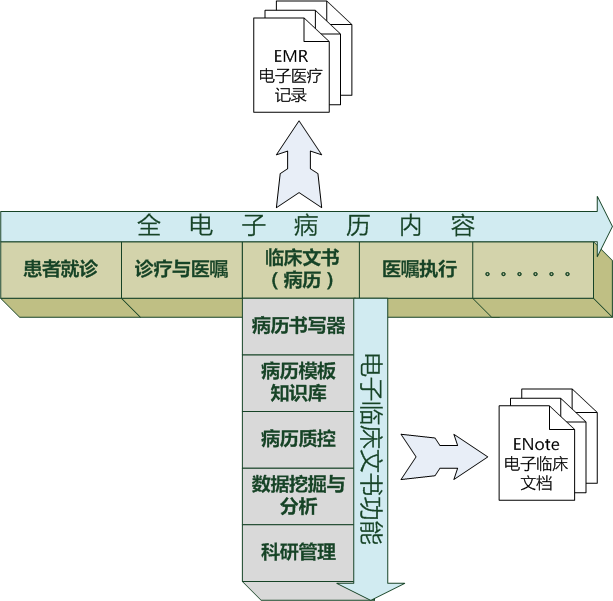 EMR
电子医疗
记录
全电子病历内容
患者就诊
诊疗与医嘱
临床文书
（病历）
医嘱执行
。。。。。。
病历书写器
病历模板
知识库
病历质控
数据挖掘与
分析
科研管理
电子临床文书功能
ENote
电子临床
文档